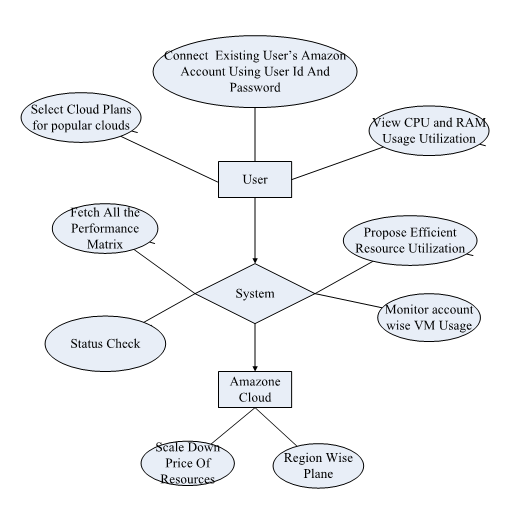 Connect  Existing User’s Amazon
Account Using User Id And
Password
Select Cloud Plans
for popular clouds
View CPU and RAM
Usage Utilization
User
Fetch All the
Performance
Matrix
Propose Efficient
Resource Utilization
System
Monitor account
wise VM Usage
Status Check
Amazone
Cloud
Scale Down
Price Of
Resources
Region Wise
Plane